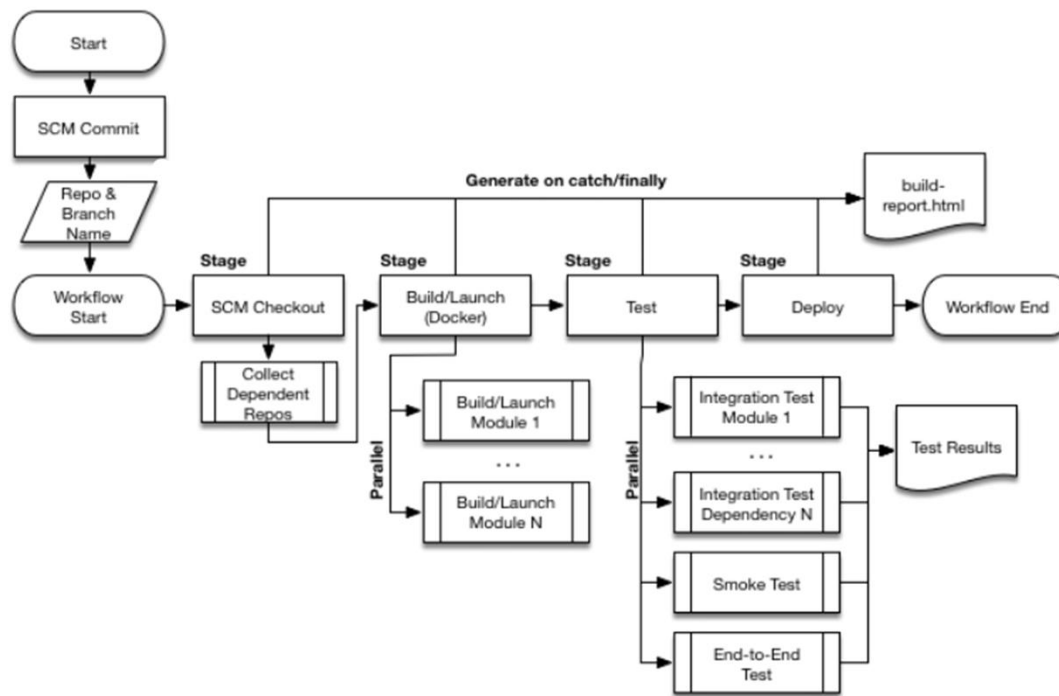 Start
SCM Commit
Repo &
Branch
Name
Workflow
Start
Generate on catch/finally
build-
report.html
Stage
SCM Checkout
Collect
Dependent
Repos
Stage
Build/Launch
(Docker)
Parallel
Build/Launch
Module 1
...
Build/Launch
Module N
Stage
Test
Parallel
Integration Test
Module 1
...
Integration Test
Dependency N
Smoke Test
End-to-End
Test
Test Results
Stage
Deploy
Workflow End